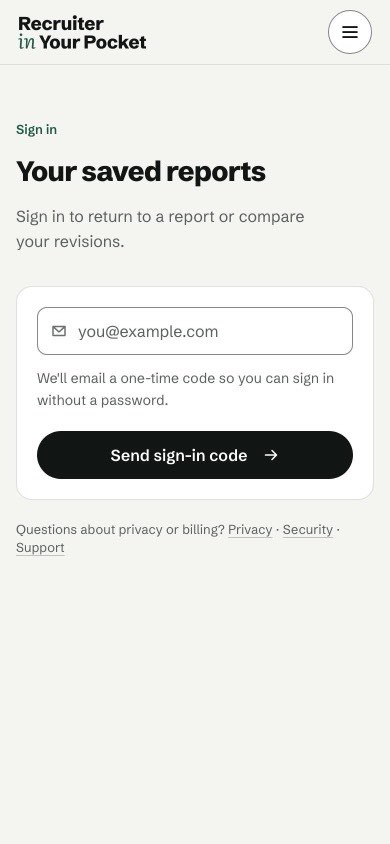 Recruiter
in Your Pocket
Sign in
Your saved reports
Sign in to return to a report or compare
your revisions.
you@example.com
We'll email a one-time code so you can sign in
without a password.
Send sign-in code →
Questions about privacy or billing? Privacy · Security ·
Support